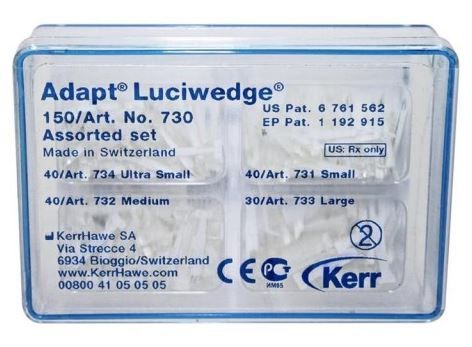 Adapt® Luciwedge®
150/Art. No. 730
Assorted set
Made in Switzerland
US Pat. 6 761 562
EP Pat. 1 192 915
US: Rx only
40/Art. 734 Ultra Small
40/Art. 731 Small
40/Art. 732 Medium
30/Art. 733 Large
KerrHawe SA
Via Strecce 4
6934 Bioggio/Switzerland
www.KerrHawe.com
00800 41 05 05 05
CE
ИМ05
2
Kerr